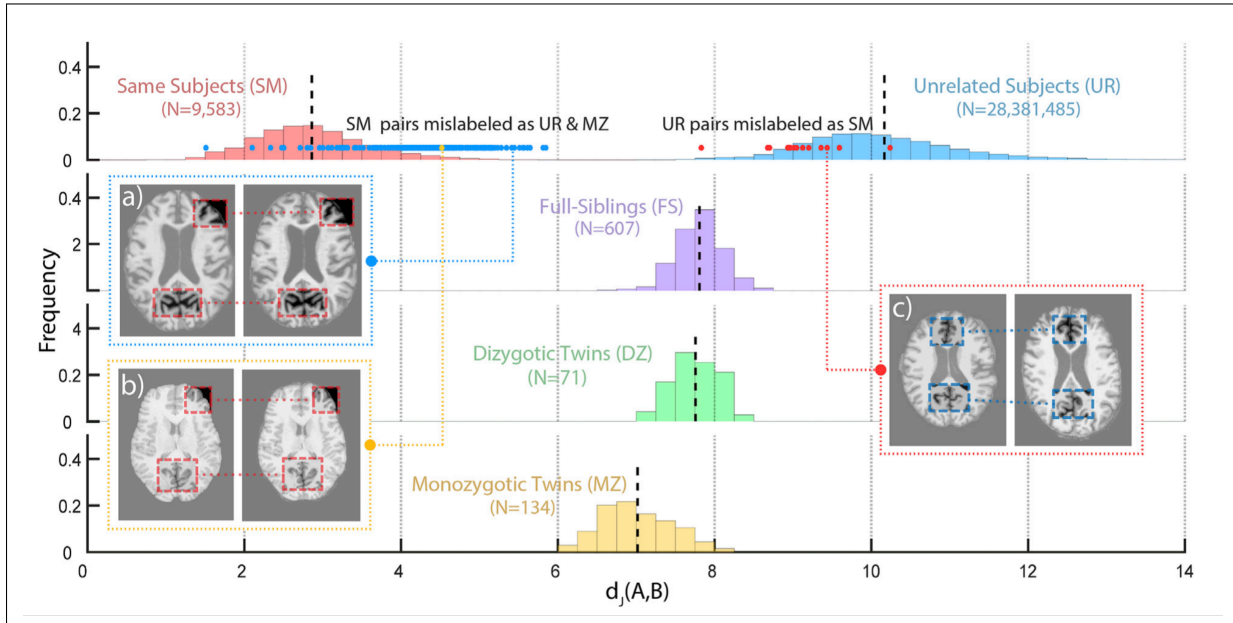 0.4
Same Subjects (SM)
(N=9,583)
Unrelated Subjects (UR)
(N=28,381,485)
0.2
SM pairs mislabeled as UR & MZ
UR pairs mislabeled as SM
0
a)
0.4
Full-Siblings (FS)
(N=607)
2
0
Frequency
4
Dizygotic Twins (DZ)
(N=71)
0.2
0
b)
c)
0.4
Monozygotic Twins (MZ)
(N=134)
0.2
0
0 2 4 6 8 10 12 14
dJ(A,B)